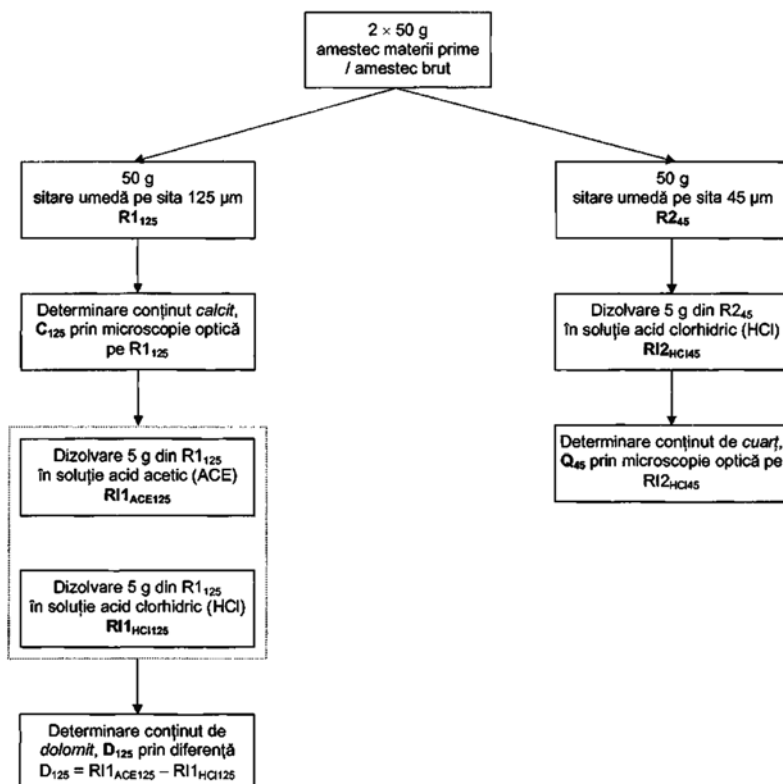 2 × 50 g
amestec materii prime
/ amestec brut
50 g
sitare umedă pe sita 125 µm
R1₁₂₅
Determinare conținut calcit,
C₁₂₅ prin microscopie optică
pe R1₁₂₅
Dizolvare 5 g din R1₁₂₅
în soluție acid acetic (ACE)
RI1ACE125
Dizolvare 5 g din R1₁₂₅
în soluție acid clorhidric (HCl)
RI1HCl125
Determinare conținut de
dolomit, D₁₂₅ prin diferență
D₁₂₅ = RI1ACE125 – RI1HCl125
50 g
sitare umedă pe sita 45 µm
R2₄₅
Dizolvare 5 g din R2₄₅
în soluție acid clorhidric (HCl)
RI2HCl45
Determinare conținut de cuarț,
Q₄₅ prin microscopie optică pe
RI2HCl45